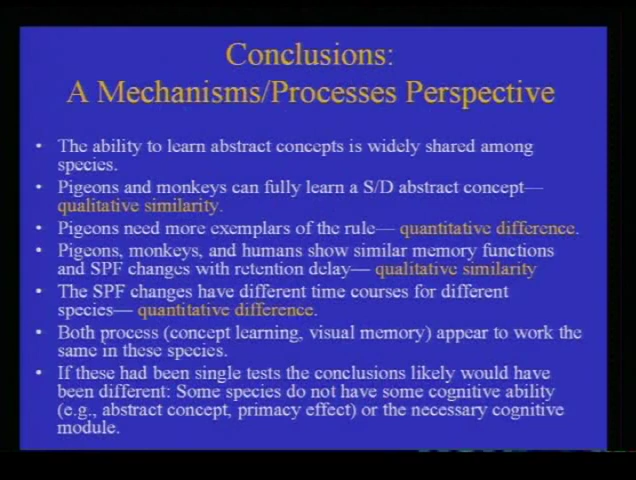 Conclusions:
A Mechanisms/Processes Perspective
• The ability to learn abstract concepts is widely shared among
species.
• Pigeons and monkeys can fully learn a S/D abstract concept—
qualitative similarity.
• Pigeons need more exemplars of the rule— quantitative difference.
• Pigeons, monkeys, and humans show similar memory functions
and SPF changes with retention delay— qualitative similarity
• The SPF changes have different time courses for different
species— quantitative difference.
• Both process (concept learning, visual memory) appear to work the
same in these species.
• If these had been single tests the conclusions likely would have
been different: Some species do not have some cognitive ability
(e.g., abstract concept, primacy effect) or the necessary cognitive
module.